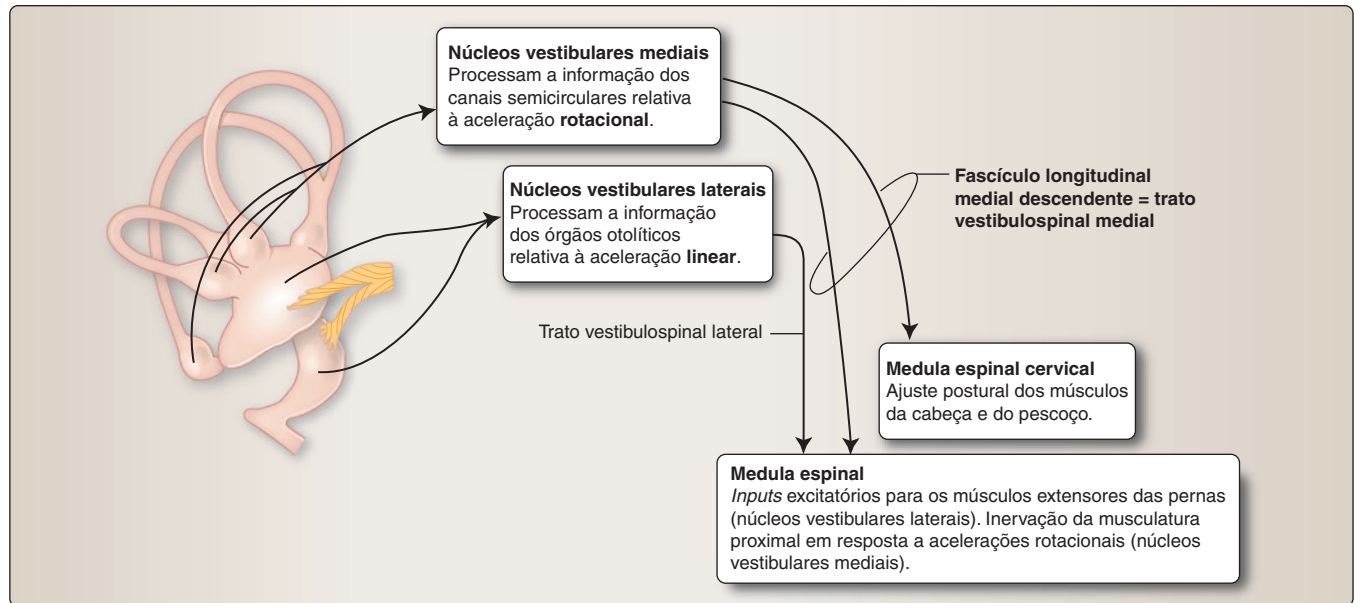 Núcleos vestibulares mediais
Processam a informação dos
canais semicirculares relativa
à aceleração rotacional.
Núcleos vestibulares laterais
Processam a informação
dos órgãos otolíticos
relativa à aceleração linear.
Fascículo longitudinal
medial descendente = trato
vestibulospinal medial
Trato vestibulospinal lateral
Medula espinal cervical
Ajuste postural dos músculos
da cabeça e do pescoço.
Medula espinal
Inputs excitatórios para os músculos extensores das pernas
(núcleos vestibulares laterais). Inervação da musculatura
proximal em resposta a acelerações rotacionais (núcleos
vestibulares mediais).